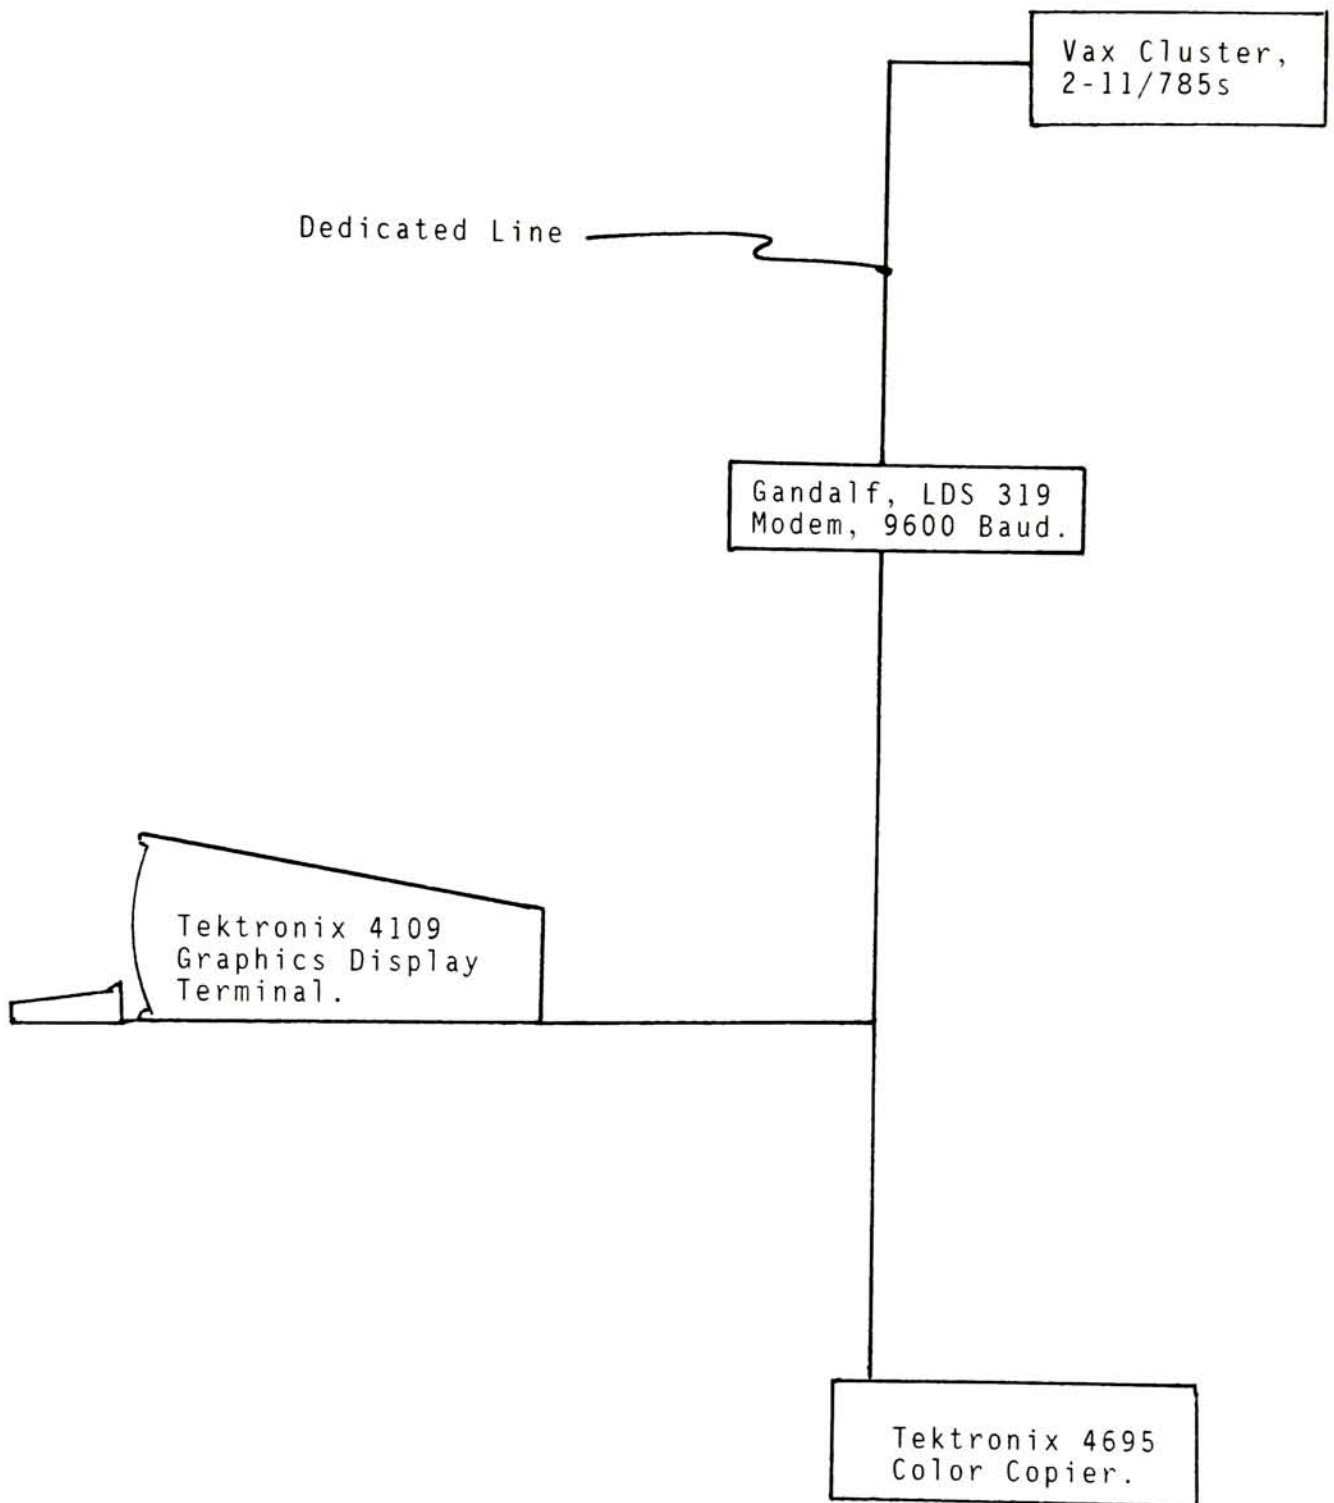 Vax Cluster,
2-11/785s
Dedicated Line
Gandalf, LDS 319
Modem, 9600 Baud.
Tektronix 4109
Graphics Display
Terminal.
Tektronix 4695
Color Copier.